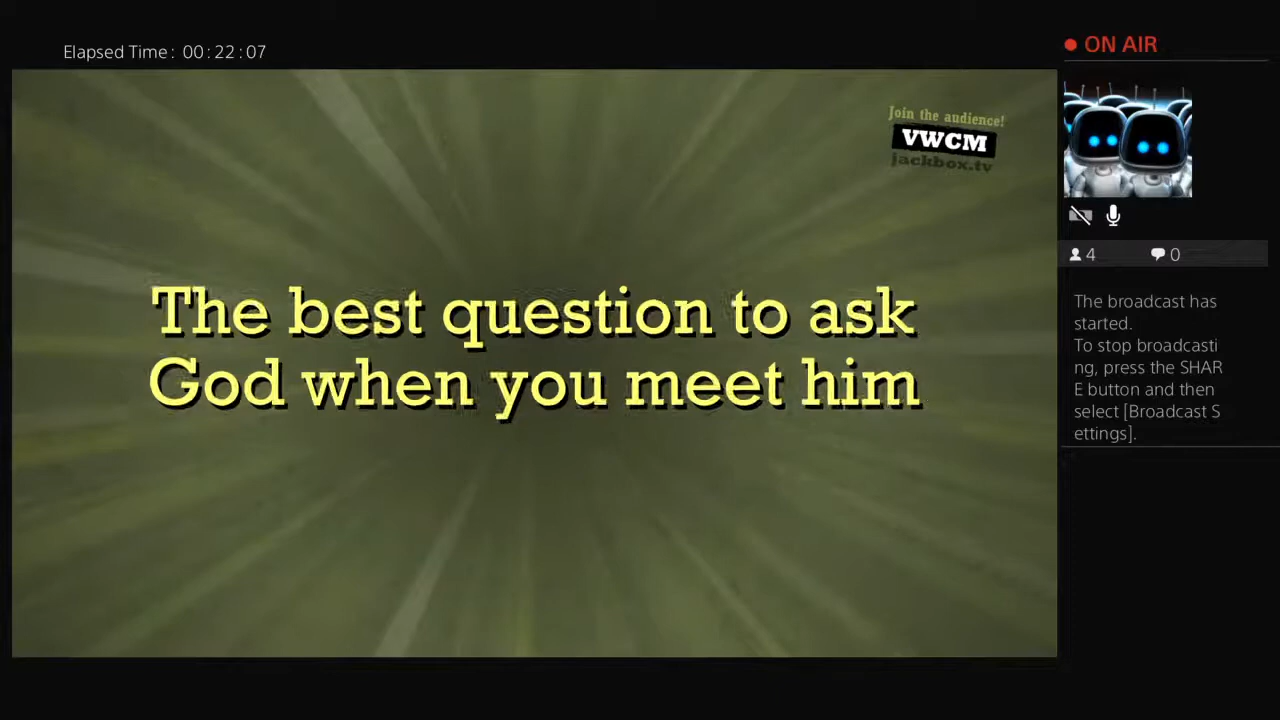 Elapsed Time: 00:22:07
ON AIR
Join the audience!
VWCM
jackbox.tv
4
0
The best question to ask
God when you meet him
The broadcast has
started.
To stop broadcasti
ng, press the SHAR
E button and then
select [Broadcast S
ettings].